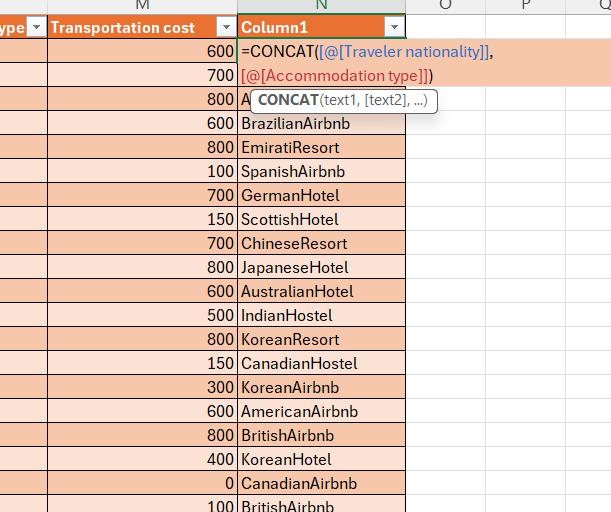 M N O P Q
ype Transportation cost Column1
600 =CONCAT([@[Traveler nationality]],
700 [@[Accommodation type]])
800 A
CONCAT(text1, [text2], ...)
600 BrazilianAirbnb
800 EmiratiResort
100 SpanishAirbnb
700 GermanHotel
150 ScottishHotel
700 ChineseResort
800 JapaneseHotel
600 AustralianHotel
500 IndianHostel
800 KoreanResort
150 CanadianHostel
300 KoreanAirbnb
600 AmericanAirbnb
800 BritishAirbnb
400 KoreanHotel
0 CanadianAirbnb
100 BritishAirbnb